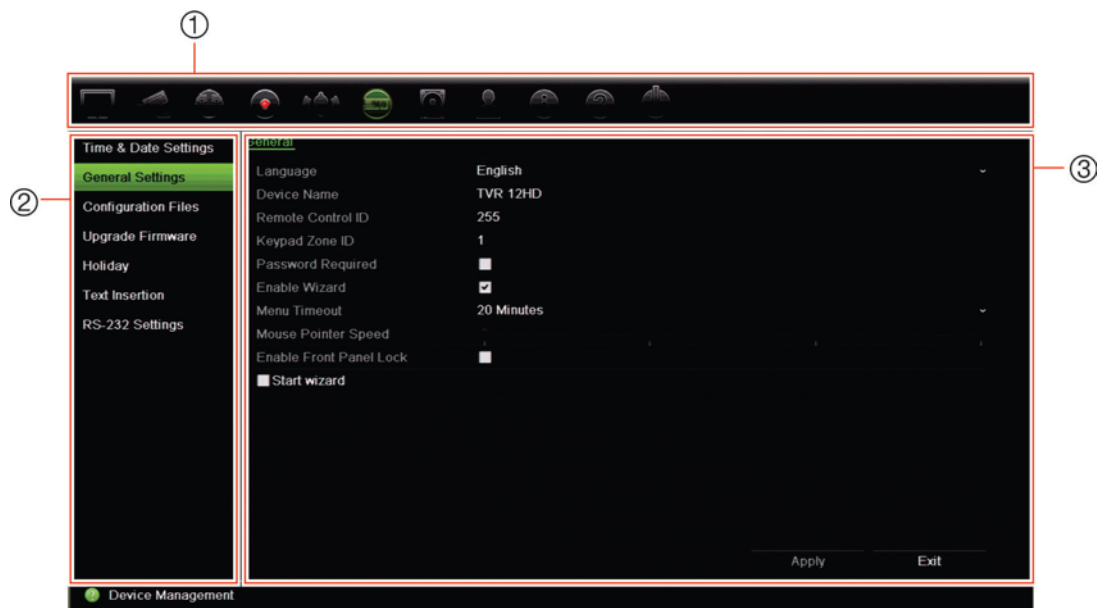 ①
Time & Date Settings
General Settings
Configuration Files
Upgrade Firmware
Holiday
Text Insertion
RS-232 Settings
②
General
Language English
Device Name TVR 12HD
Remote Control ID 255
Keypad Zone ID 1
Password Required
Enable Wizard
Menu Timeout 20 Minutes
Mouse Pointer Speed
Enable Front Panel Lock
Start wizard
Apply Exit
③
Device Management